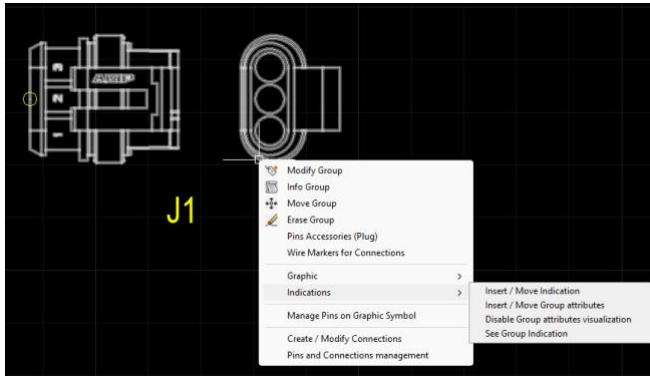 3
2
1
AMP
J1
Modify Group
Info Group
Move Group
Erase Group
Pins Accessories (Plug)
Wire Markers for Connections
Graphic >
Indications >
Manage Pins on Graphic Symbol
Create / Modify Connections
Pins and Connections management
Insert / Move Indication
Insert / Move Group attributes
Disable Group attributes visualization
See Group Indication